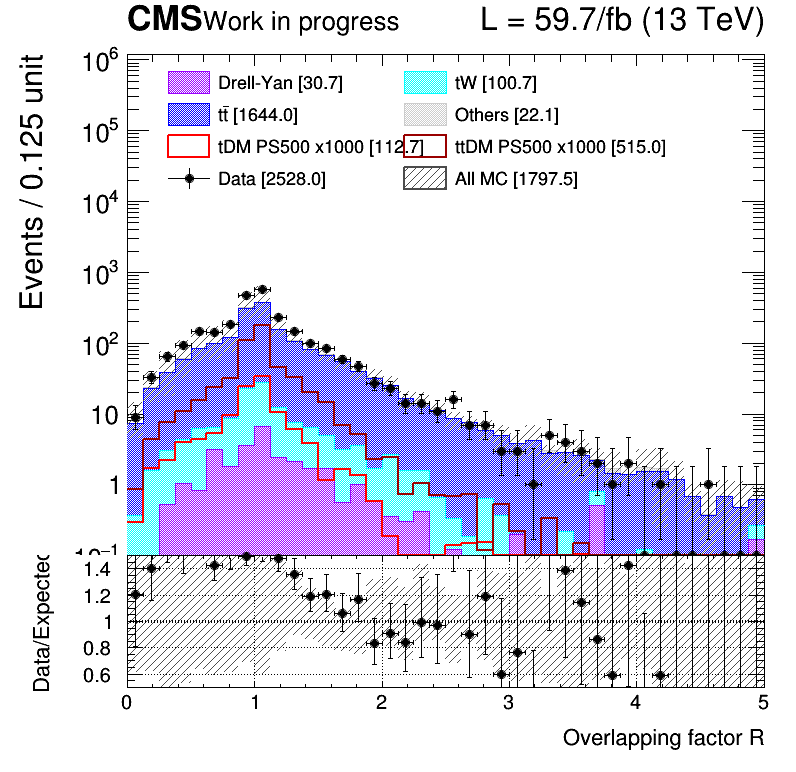 CMS Work in progress L = 59.7/fb (13 TeV)
Events / 0.125 unit
10⁶
10⁵
10⁴
10³
10²
10
1
10⁻¹
Drell-Yan [30.7] tW [100.7]
tt̄ [1644.0] Others [22.1]
tDM PS500 x1000 [112.7] ttDM PS500 x1000 [515.0]
Data [2528.0] All MC [1797.5]
Data/Expected
1.4
1.2
1
0.8
0.6
0 1 2 3 4 5
Overlapping factor R